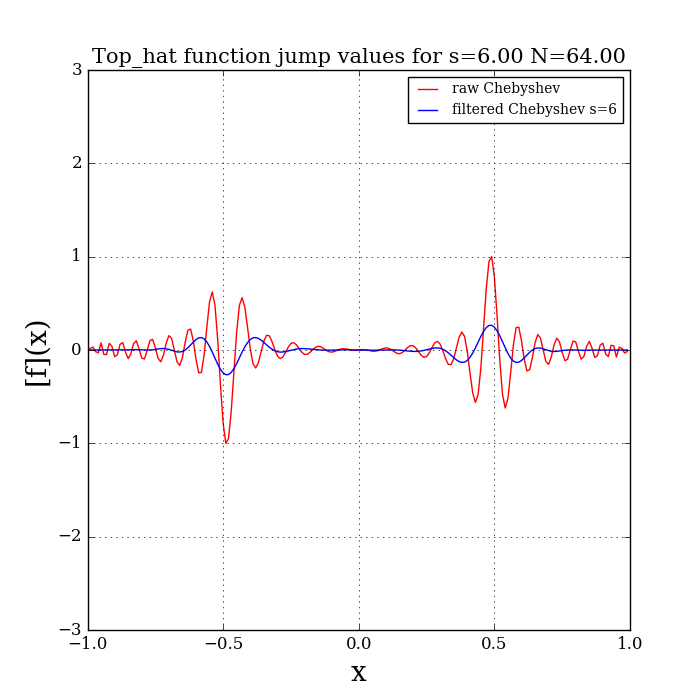 Top_hat function jump values for s=6.00 N=64.00
raw Chebyshev
filtered Chebyshev s=6
3
2
1
0
−1
−2
−3
[f](x)
−1.0
−0.5
0.0
0.5
1.0
x